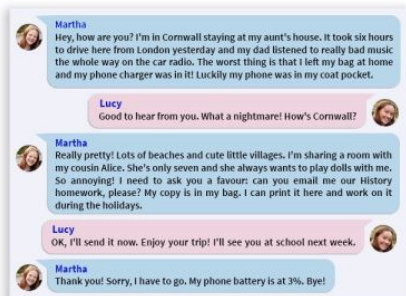 Martha
Hey, how are you? I'm in Cornwall staying at my aunt's house. It took six hours
to drive here from London yesterday and my dad listened to really bad music
the whole way on the car radio. The worst thing is that I left my bag at home
and my phone charger was in it! Luckily my phone was in my coat pocket.
Lucy
Good to hear from you. What a nightmare! How's Cornwall?
Martha
Really pretty! Lots of beaches and cute little villages. I'm sharing a room with
my cousin Alice. She's only seven and she always wants to play dolls with me.
So annoying! I need to ask you a favour: can you email me our History
homework, please? My copy is in my bag. I can print it here and work on it
during the holidays.
Lucy
OK, I'll send it now. Enjoy your trip! I'll see you at school next week.
Martha
Thank you! Sorry, I have to go. My phone battery is at 3%. Bye!